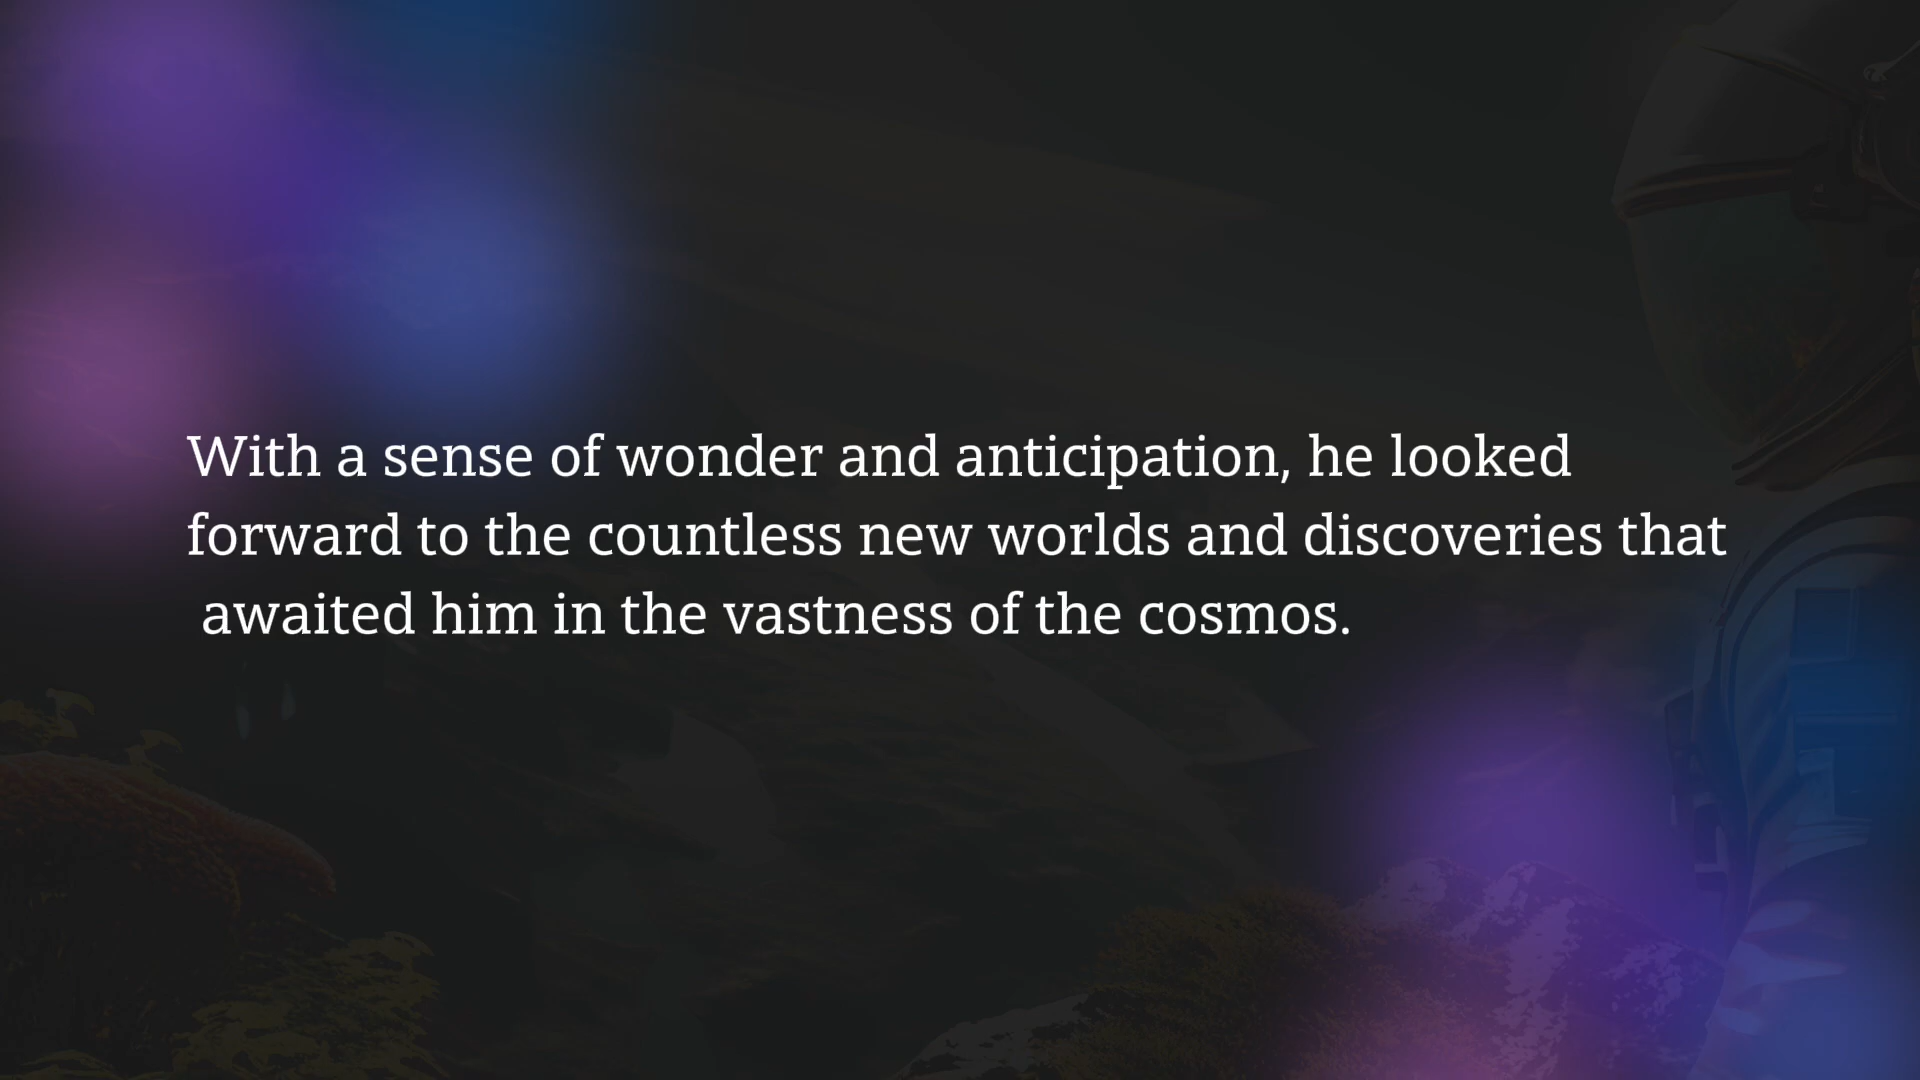 With a sense of wonder and anticipation, he looked
forward to the countless new worlds and discoveries that
awaited him in the vastness of the cosmos.